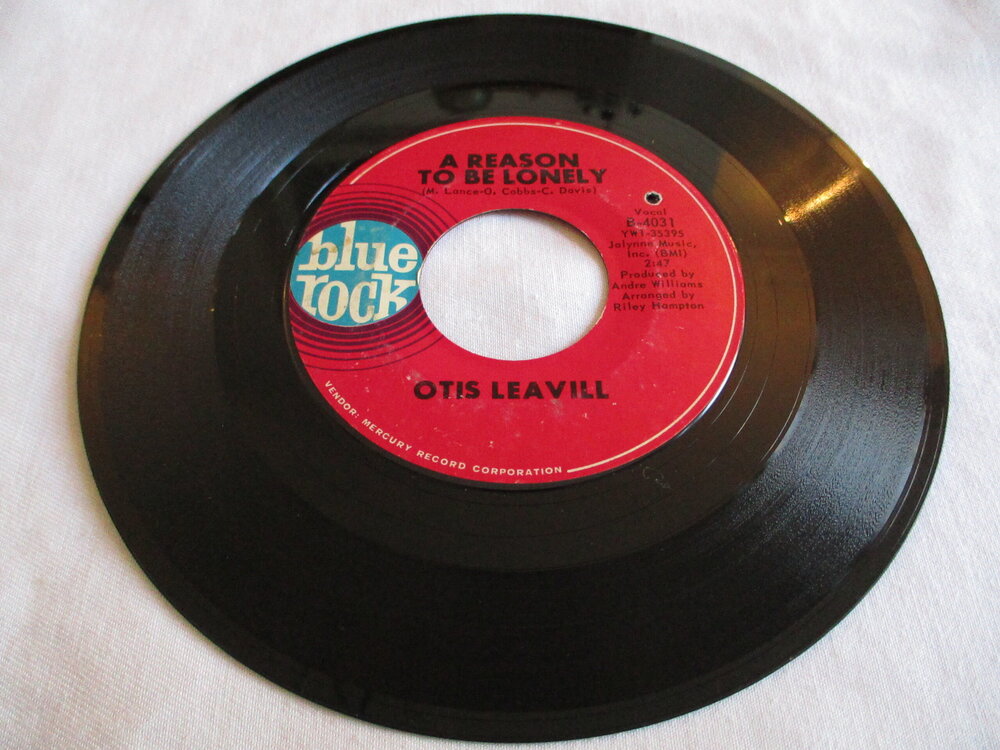 A REASON
TO BE LONELY
(M. Lance-O. Cobbs-C. Davis)
blue
rock
Vocal
B-4031
YW1-35395
Jalynne Music,
Inc. (BMI)
2:47
Produced by
Andre Williams
Arranged by
Riley Hampton
OTIS LEAVILL
VENDOR: MERCURY RECORD CORPORATION